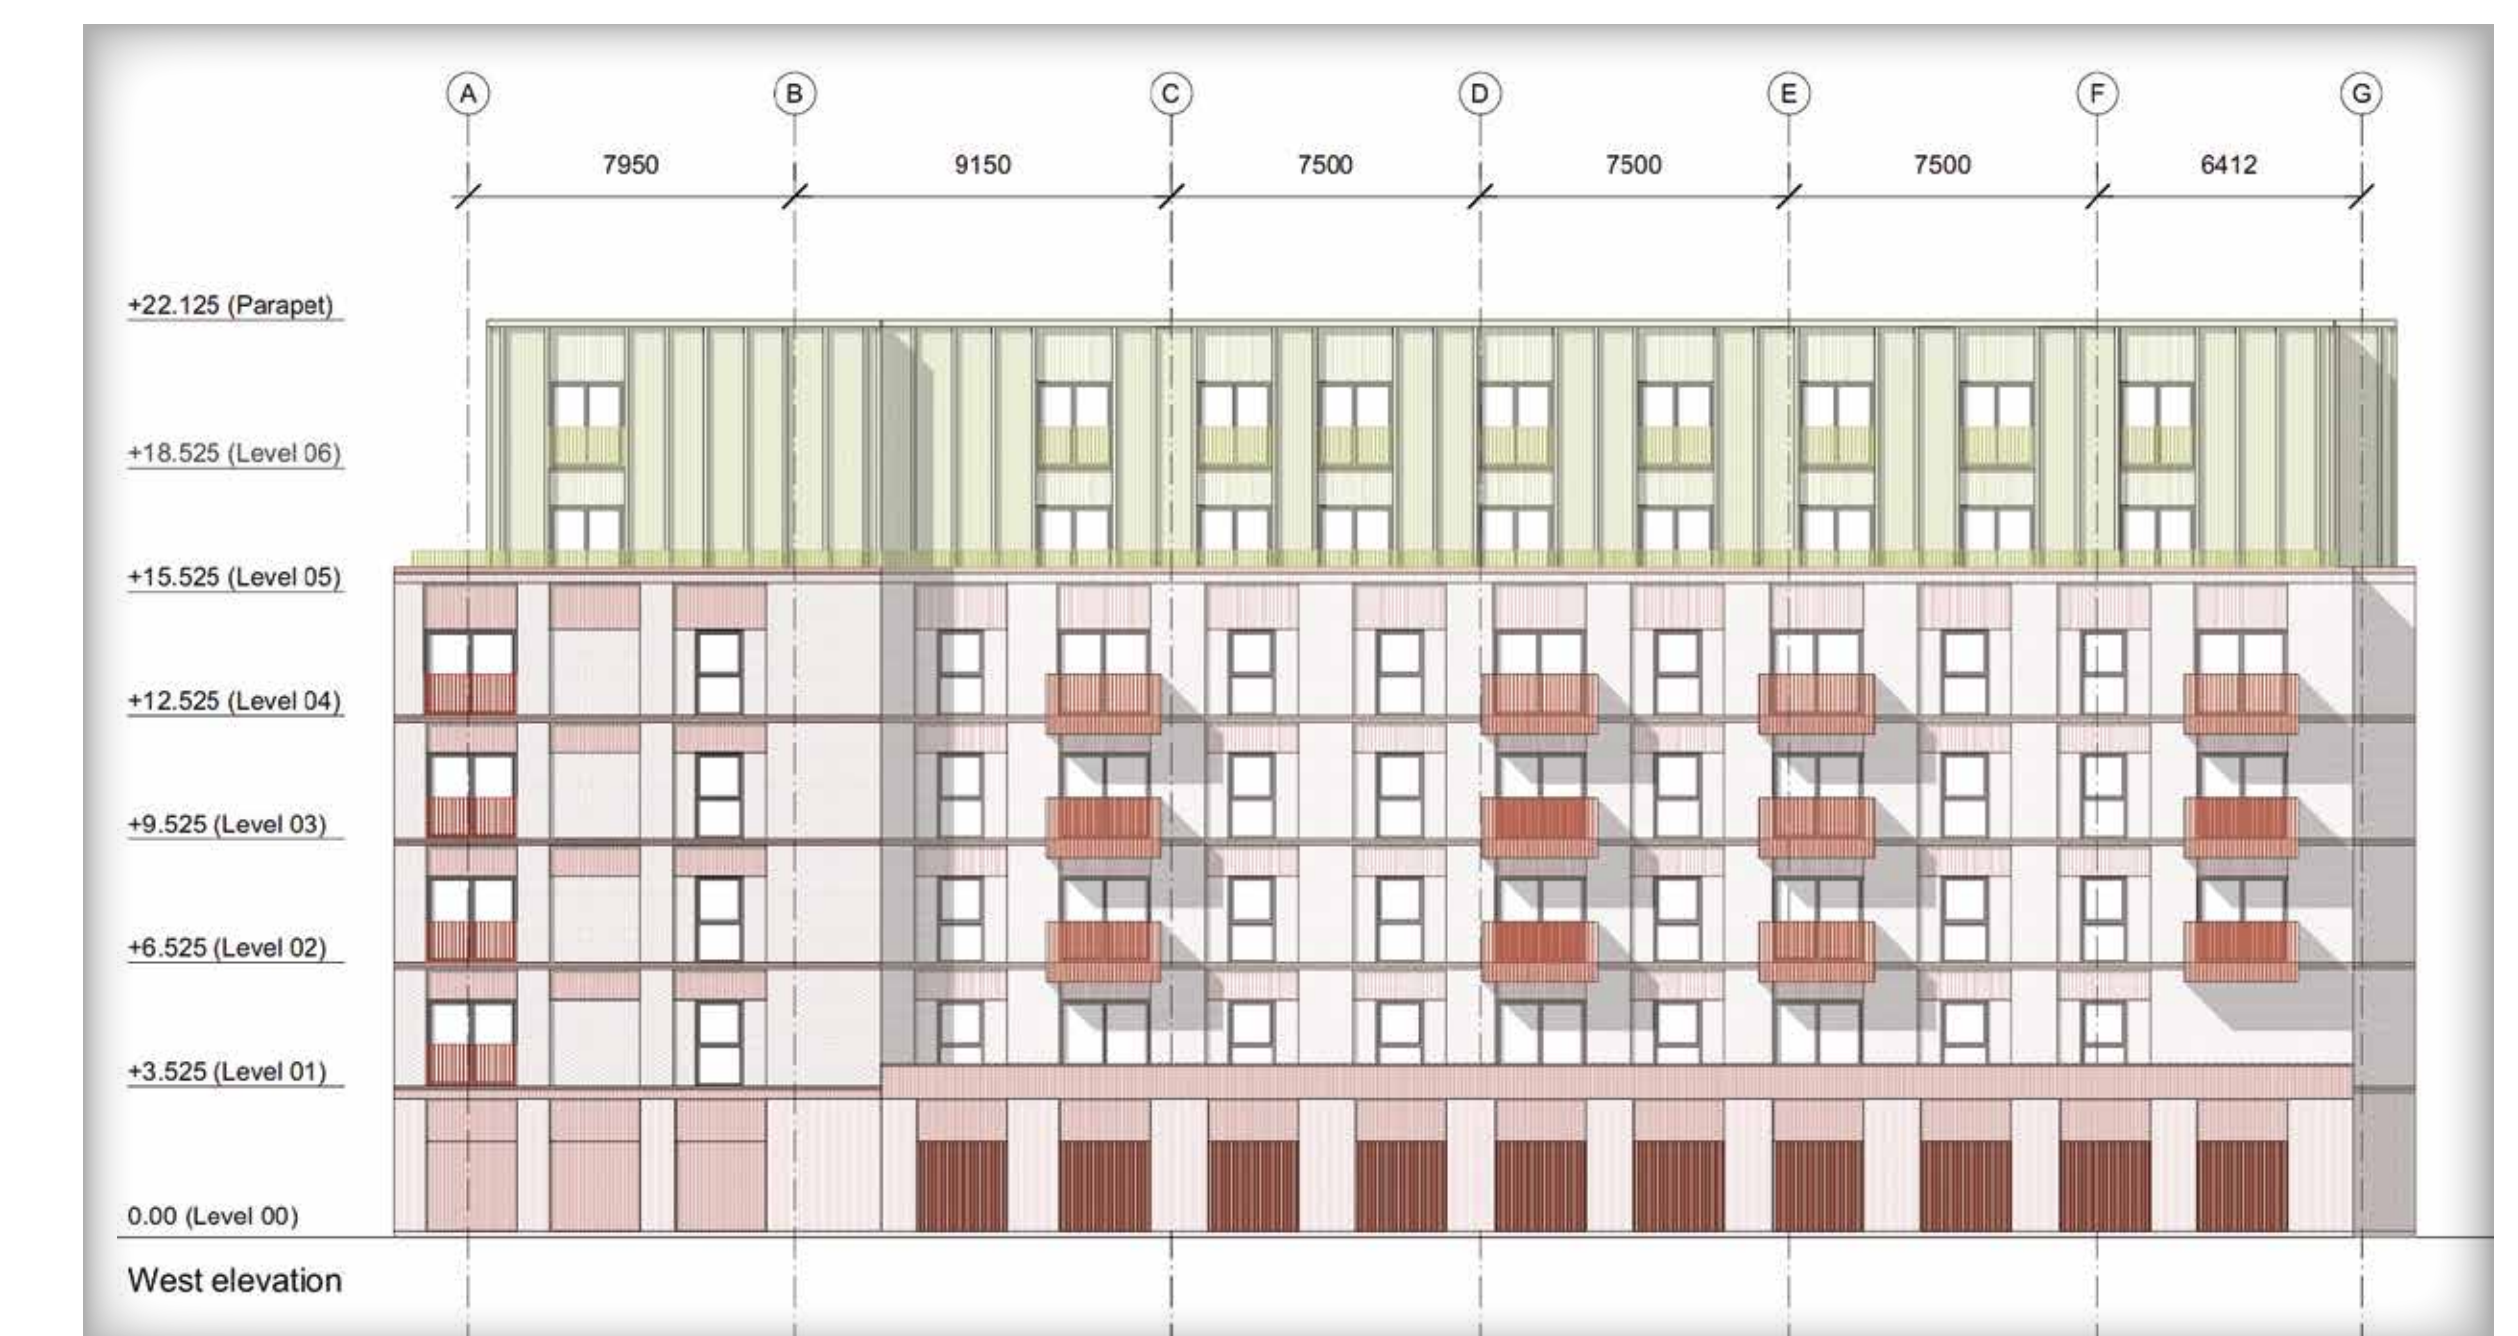 A B C D E F G
7950 9150 7500 7500 7500 6412
+22.125 (Parapet)
+18.525 (Level 06)
+15.525 (Level 05)
+12.525 (Level 04)
+9.525 (Level 03)
+6.525 (Level 02)
+3.525 (Level 01)
0.00 (Level 00)
West elevation